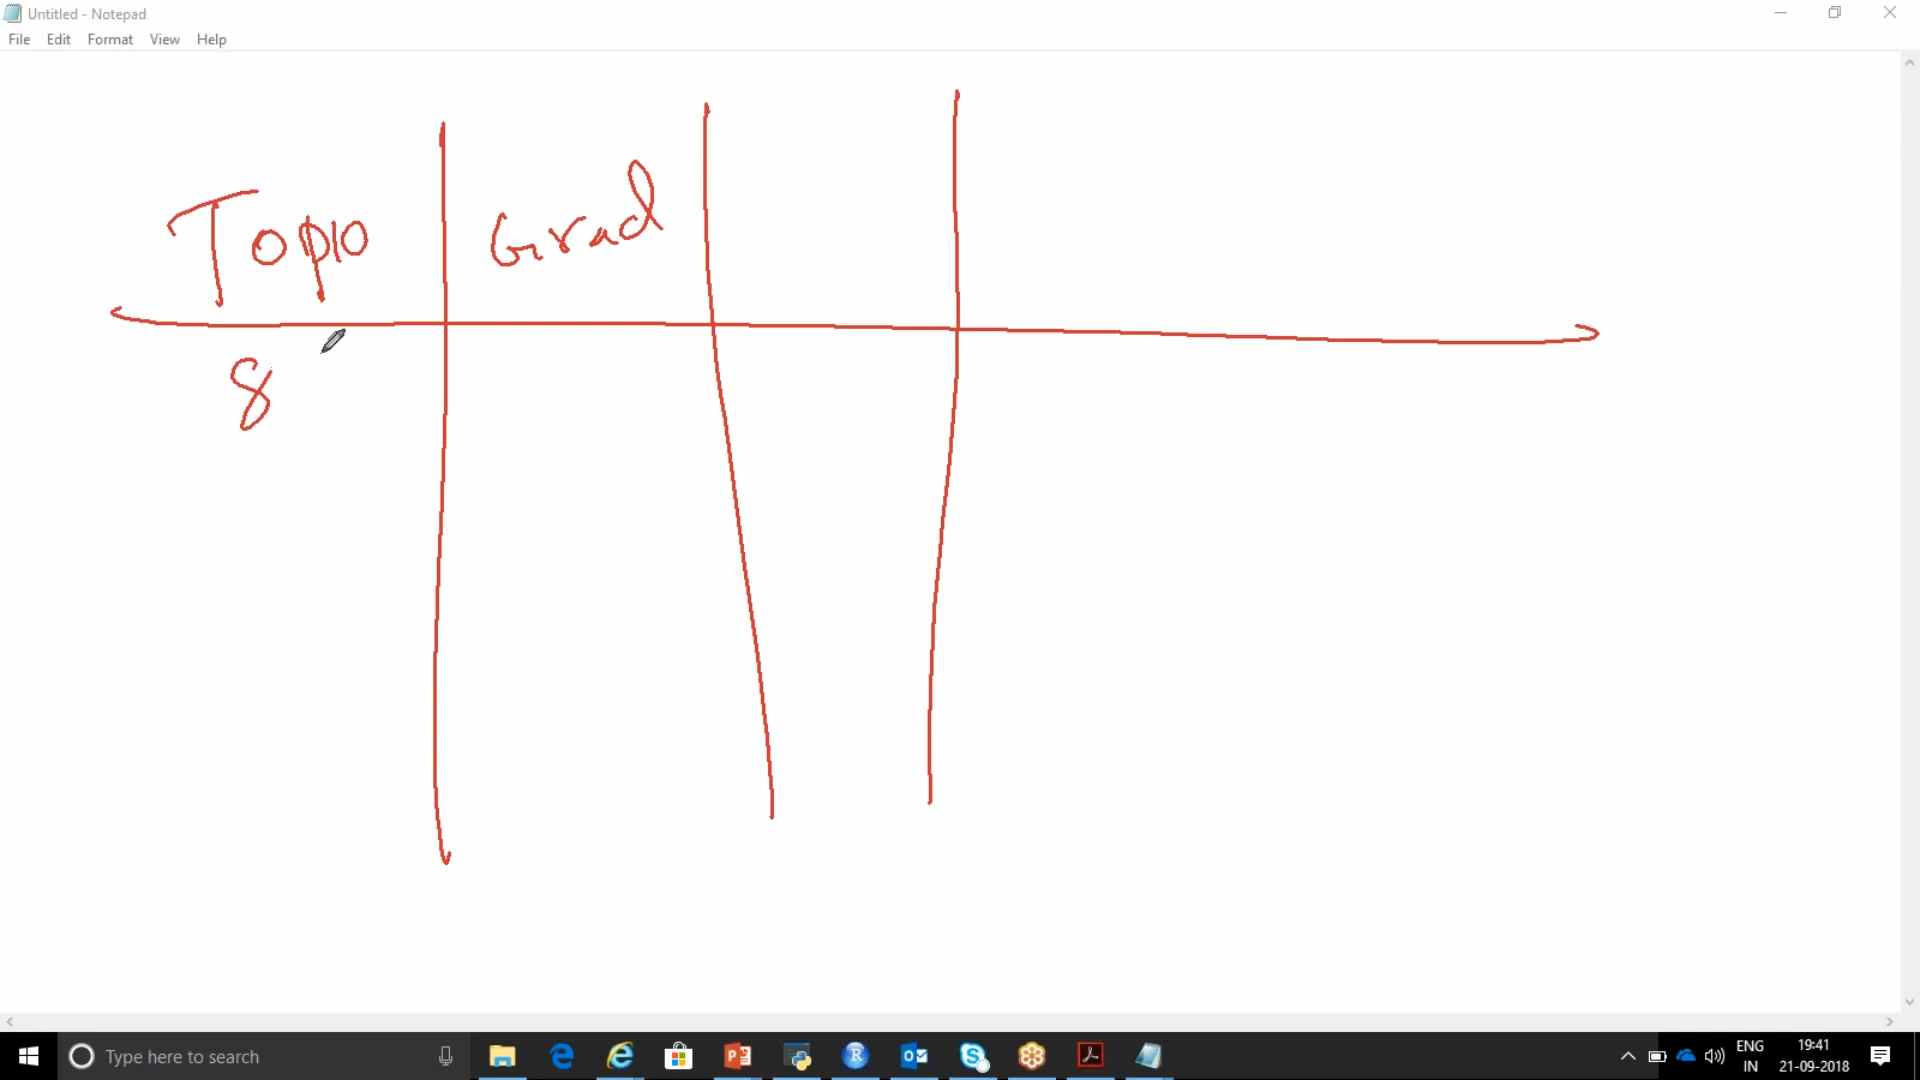 Untitled - Notepad
File Edit Format View Help
Top10 Grad
8
Type here to search
ENG 19:41
IN 21-09-2018